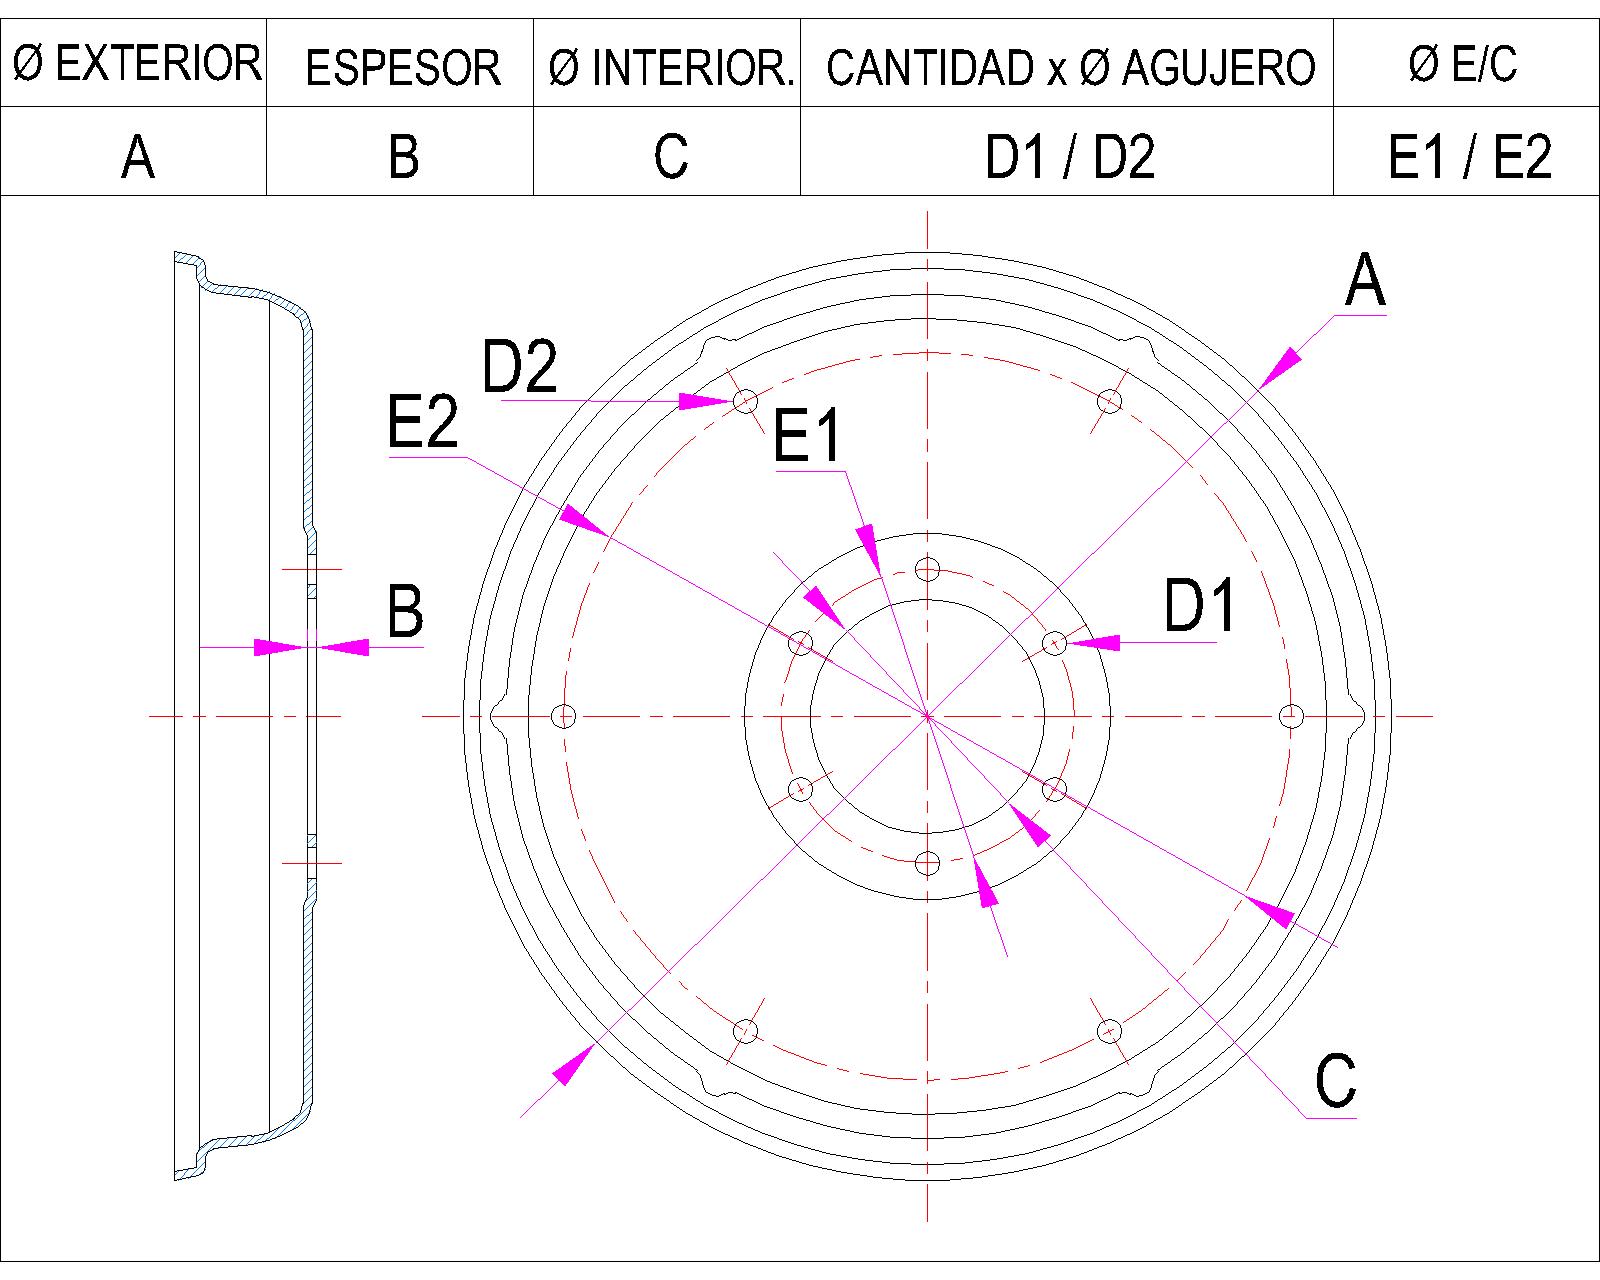 Ø EXTERIOR ESPESOR Ø INTERIOR. CANTIDAD x Ø AGUJERO Ø E/C
A B C D1 / D2 E1 / E2
A
D2
E2
E1
D1
B
C